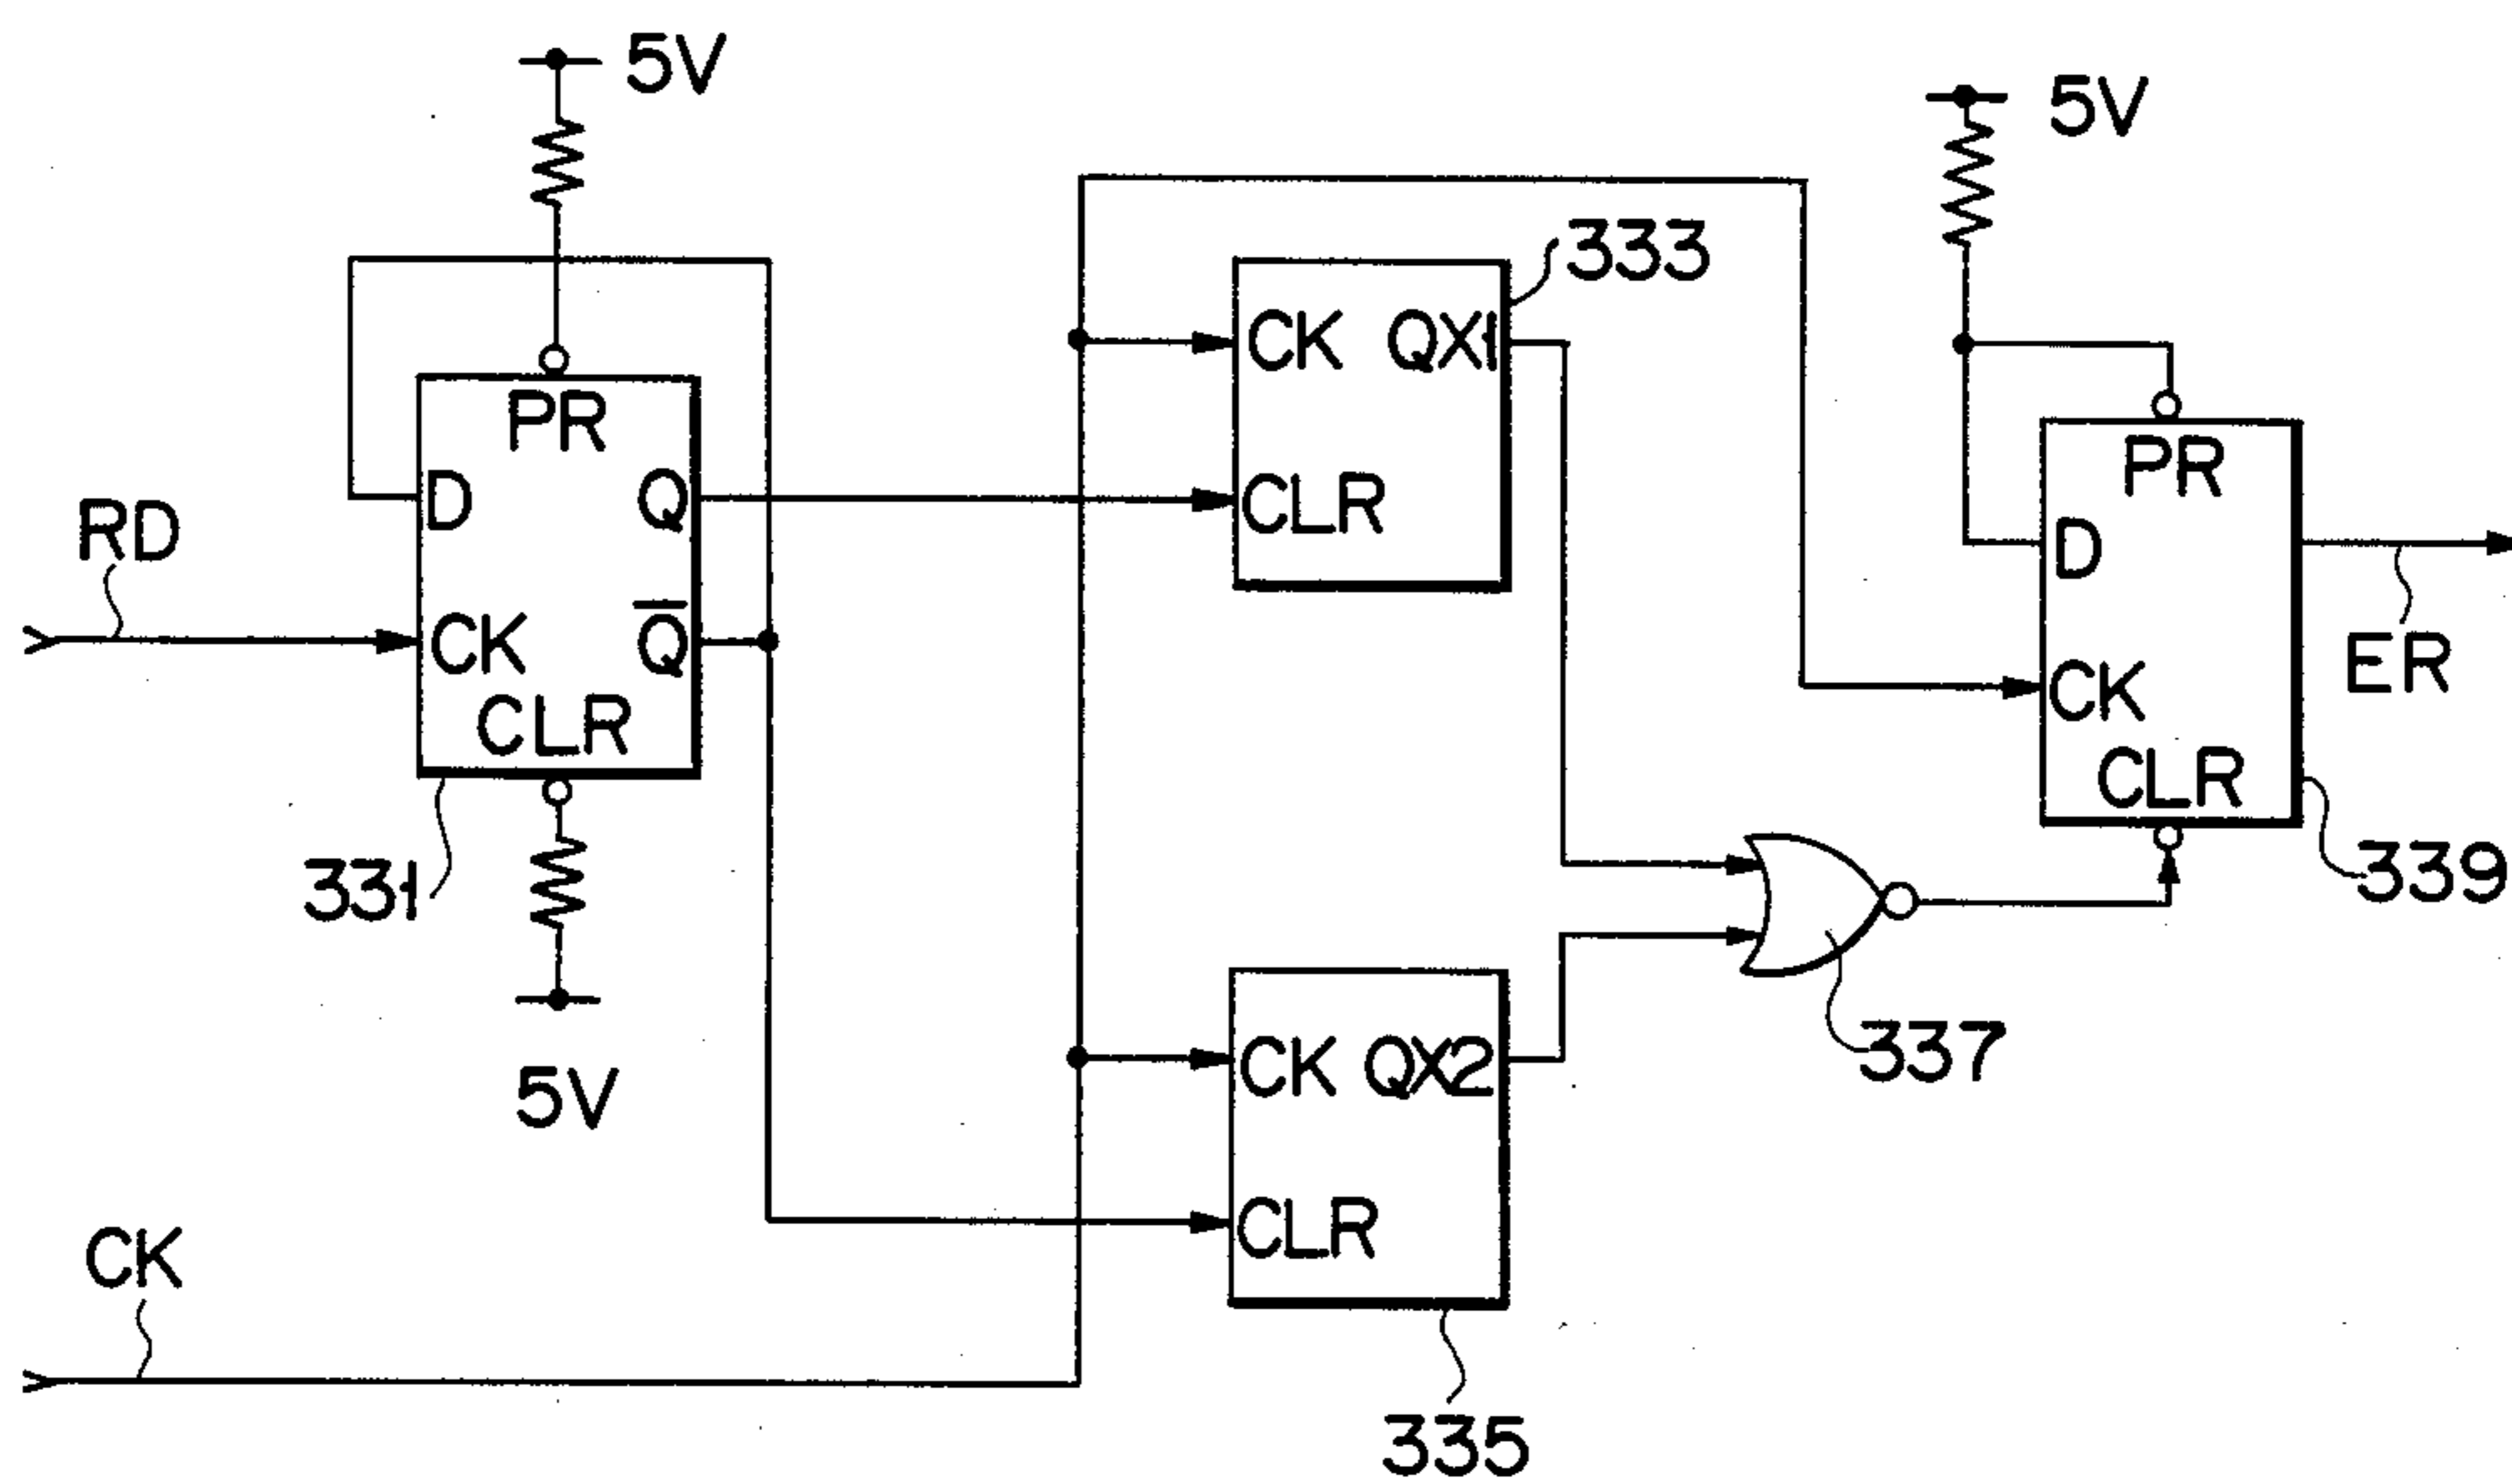 5V
5V
333
CK QX1
PR
PR
D Q
CLR
RD
D
CK Q̅
ER
CK
CLR
CLR
331
339
337
CK QX2
5V
CLR
CK
335